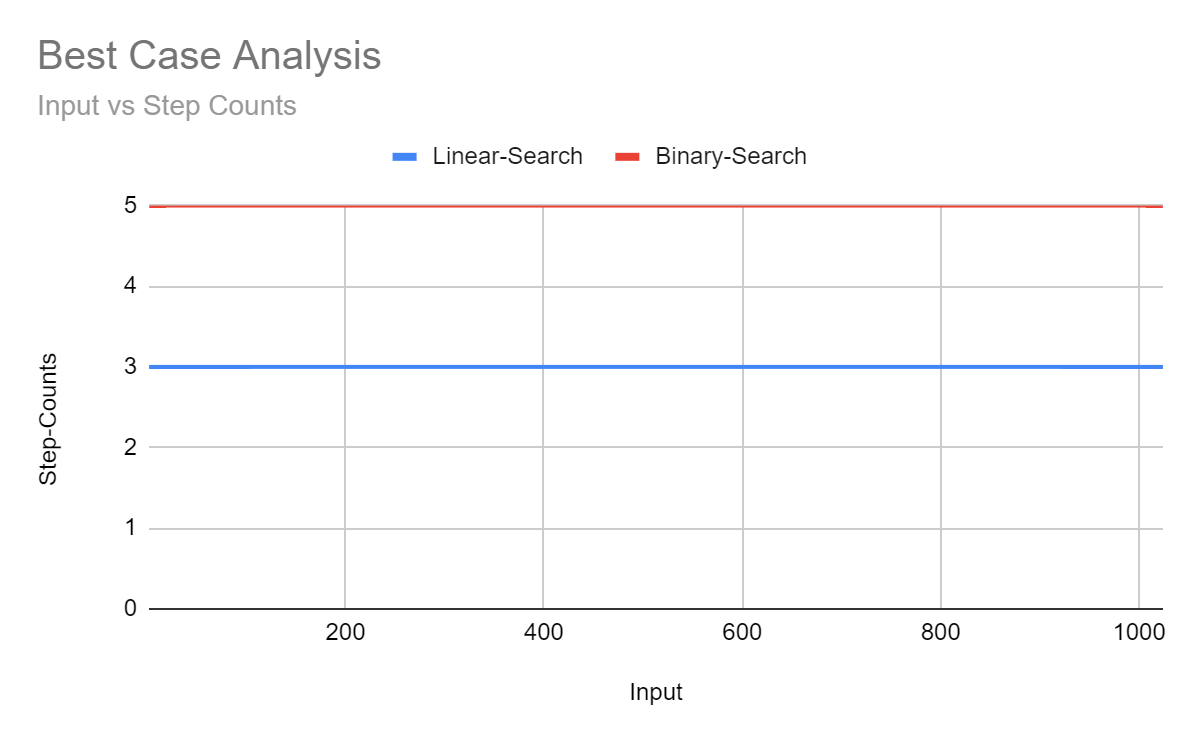 Best Case Analysis
Input vs Step Counts
Linear-Search Binary-Search
5
4
3
2
1
0
Step-Counts
200 400 600 800 1000
Input